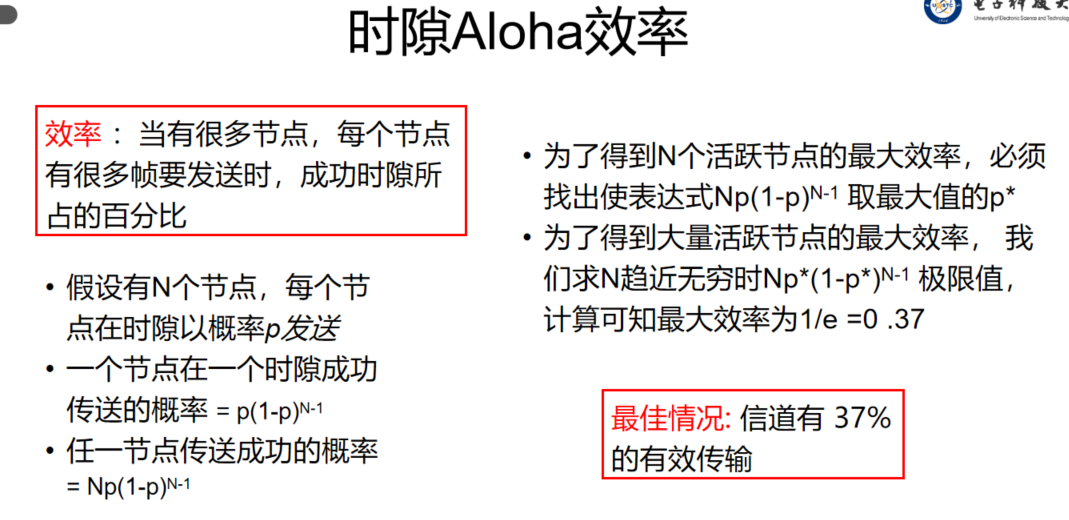 时隙Aloha效率
University of Electronic Science and Technology
效率 ：当有很多节点，每个节点
有很多帧要发送时，成功时隙所
占的百分比
• 假设有N个节点，每个节
点在时隙以概率p发送
• 一个节点在一个时隙成功
传送的概率 = p(1-p)ᴺ⁻¹
• 任一节点传送成功的概率
= Np(1-p)ᴺ⁻¹
• 为了得到N个活跃节点的最大效率，必须
找出使表达式Np(1-p)ᴺ⁻¹ 取最大值的p*
• 为了得到大量活跃节点的最大效率， 我
们求N趋近无穷时Np*(1-p*)ᴺ⁻¹ 极限值，
计算可知最大效率为1/e =0 .37
最佳情况: 信道有 37%
的有效传输